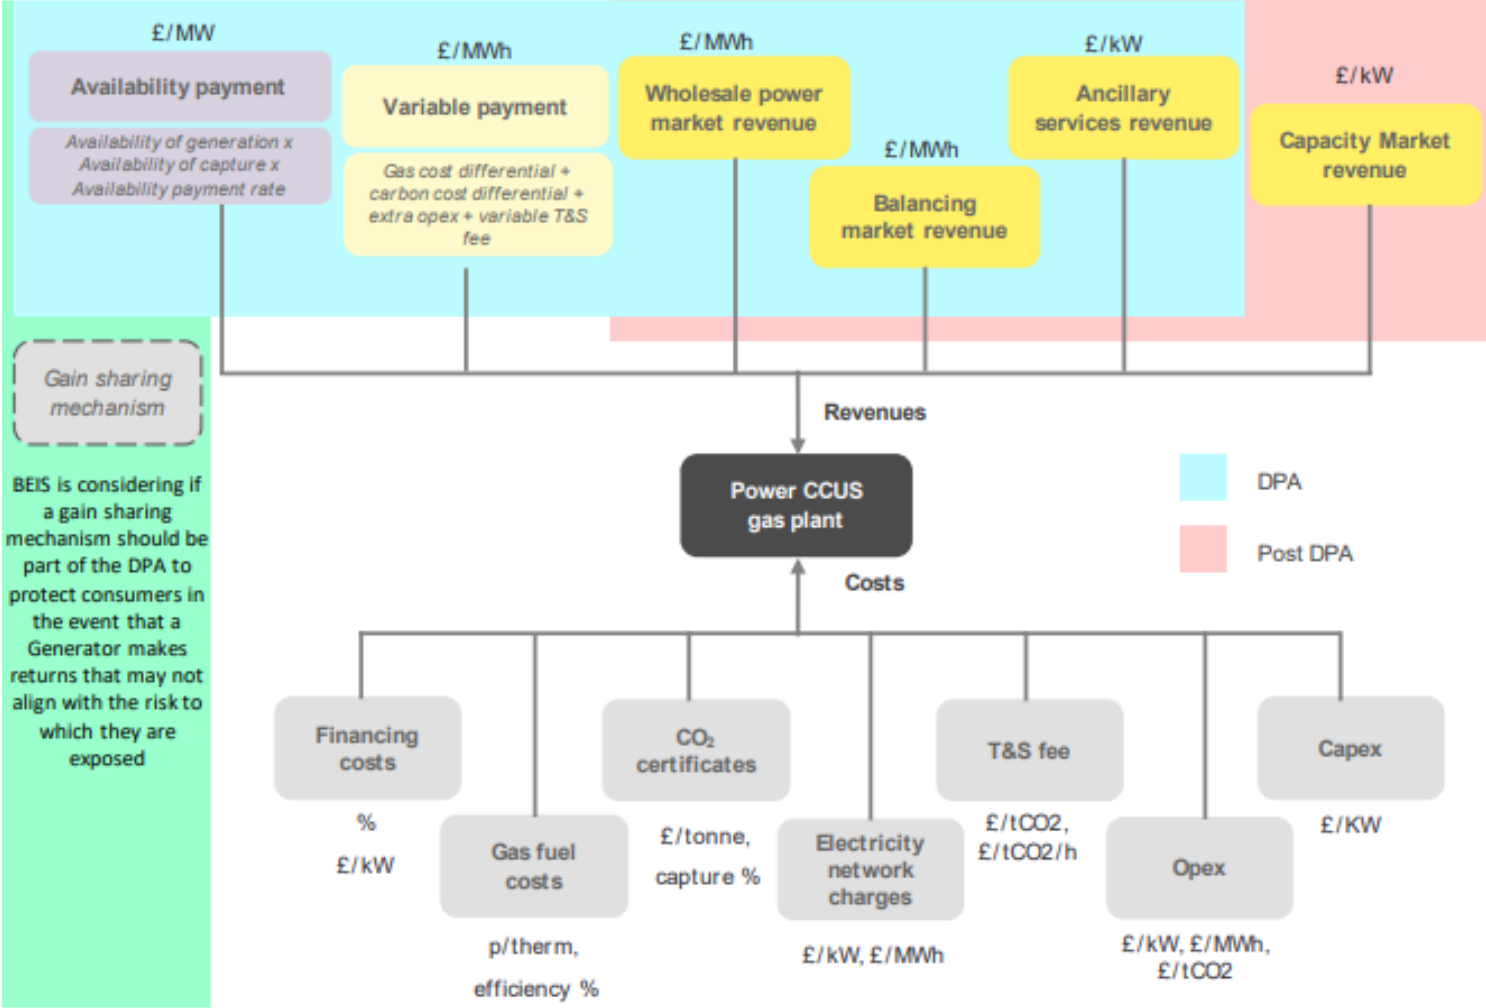 £/MW
Availability payment
Availability of generation x
Availability of capture x
Availability payment rate
£/MWh
Variable payment
Gas cost differential +
carbon cost differential +
extra opex + variable T&S
fee
£/MWh
Wholesale power
market revenue
£/MWh
Balancing
market revenue
£/kW
Ancillary
services revenue
£/kW
Capacity Market
revenue
Gain sharing
mechanism
BEIS is considering if
a gain sharing
mechanism should be
part of the DPA to
protect consumers in
the event that a
Generator makes
returns that may not
align with the risk to
which they are
exposed
Revenues
Power CCUS
gas plant
Costs
DPA
Post DPA
Financing
costs
%
£/kW
Gas fuel
costs
p/therm,
efficiency %
CO₂
certificates
£/tonne,
capture %
Electricity
network
charges
£/kW, £/MWh
T&S fee
£/tCO2,
£/tCO2/h
Opex
£/kW, £/MWh,
£/tCO2
Capex
£/KW